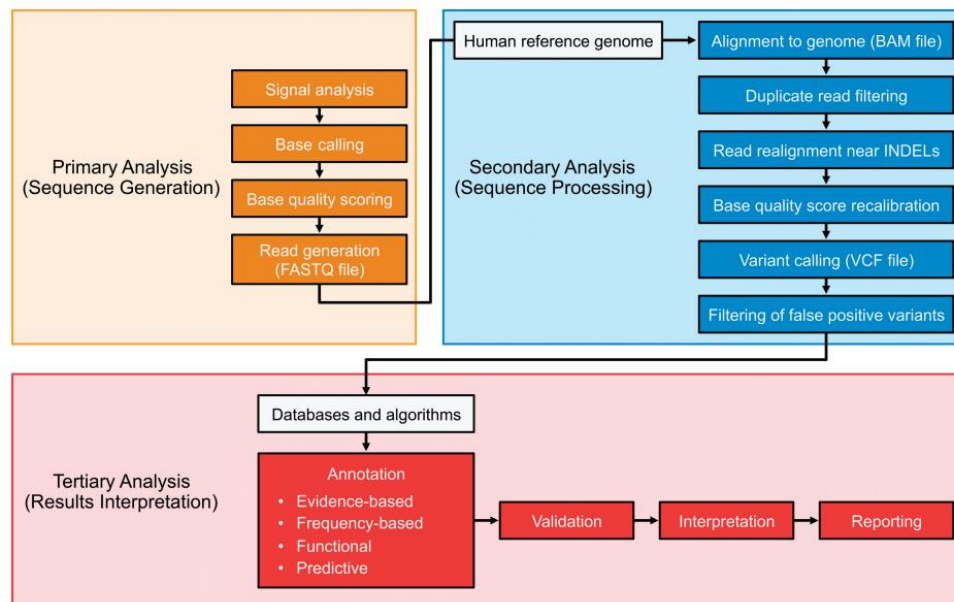 Primary Analysis
(Sequence Generation)
Signal analysis
Base calling
Base quality scoring
Read generation
(FASTQ file)
Human reference genome
Secondary Analysis
(Sequence Processing)
Alignment to genome (BAM file)
Duplicate read filtering
Read realignment near INDELs
Base quality score recalibration
Variant calling (VCF file)
Filtering of false positive variants
Tertiary Analysis
(Results Interpretation)
Databases and algorithms
Annotation
• Evidence-based
• Frequency-based
• Functional
• Predictive
Validation
Interpretation
Reporting